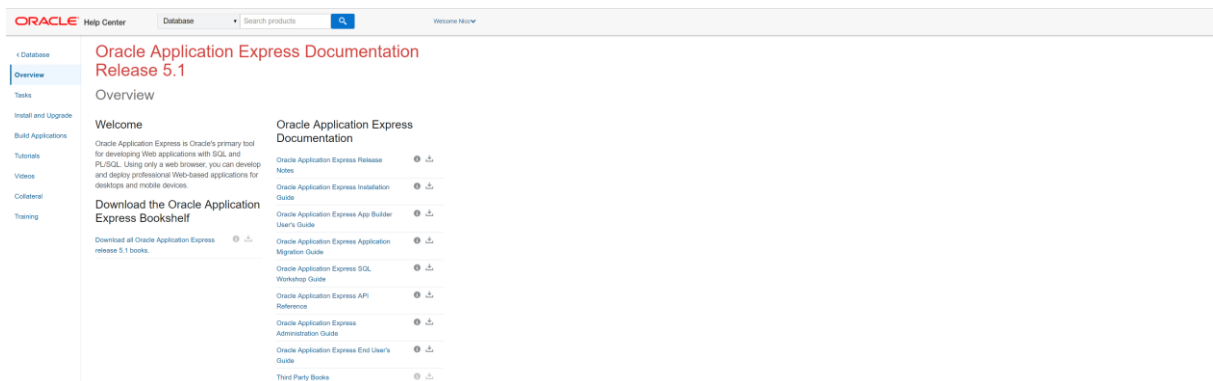 ORACLE Help Center
Database
Search products
Welcome Nico
< Database
Overview
Tasks
Install and Upgrade
Build Applications
Tutorials
Videos
Collateral
Training
Oracle Application Express Documentation
Release 5.1
Overview
Welcome
Oracle Application Express is Oracle's primary tool
for developing Web applications with SQL and
PL/SQL. Using only a web browser, you can develop
and deploy professional Web-based applications for
desktops and mobile devices.
Download the Oracle Application
Express Bookshelf
Download all Oracle Application Express
release 5.1 books.
Oracle Application Express
Documentation
Oracle Application Express Release
Notes
Oracle Application Express Installation
Guide
Oracle Application Express App Builder
User's Guide
Oracle Application Express Application
Migration Guide
Oracle Application Express SQL
Workshop Guide
Oracle Application Express API
Reference
Oracle Application Express
Administration Guide
Oracle Application Express End User's
Guide
Third Party Books